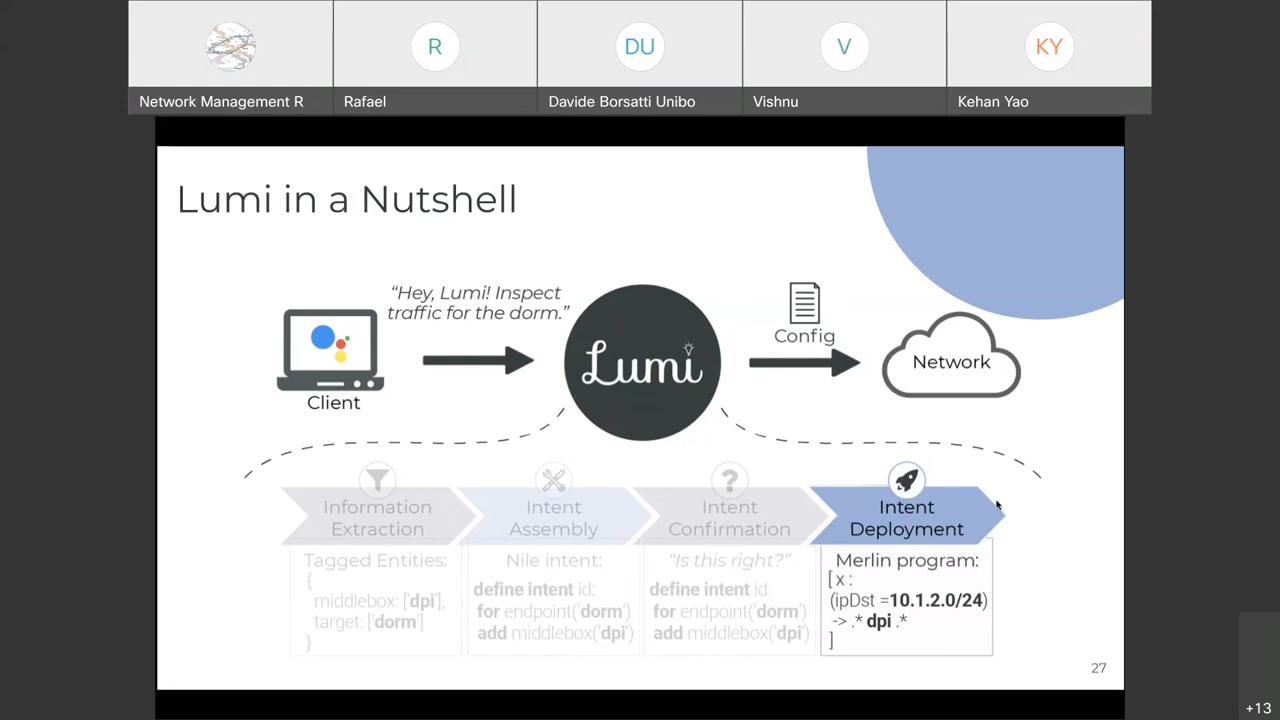 R
DU
V
KY
Network Management R
Rafael
Davide Borsatti Unibo
Vishnu
Kehan Yao
Lumi in a Nutshell
“Hey, Lumi! Inspect
traffic for the dorm.”
Lumi
Config
Network
Client
Information
Extraction
Intent
Assembly
Intent
Confirmation
Intent
Deployment
Tagged Entities:
{
middlebox: ['dpi'],
target: ['dorm']
}
Nile intent:
define intent id:
for endpoint('dorm')
add middlebox('dpi')
“Is this right?”
define intent id:
for endpoint('dorm')
add middlebox('dpi')
Merlin program:
[ x :
(ipDst =10.1.2.0/24)
-> .* dpi .*
]
27
+13